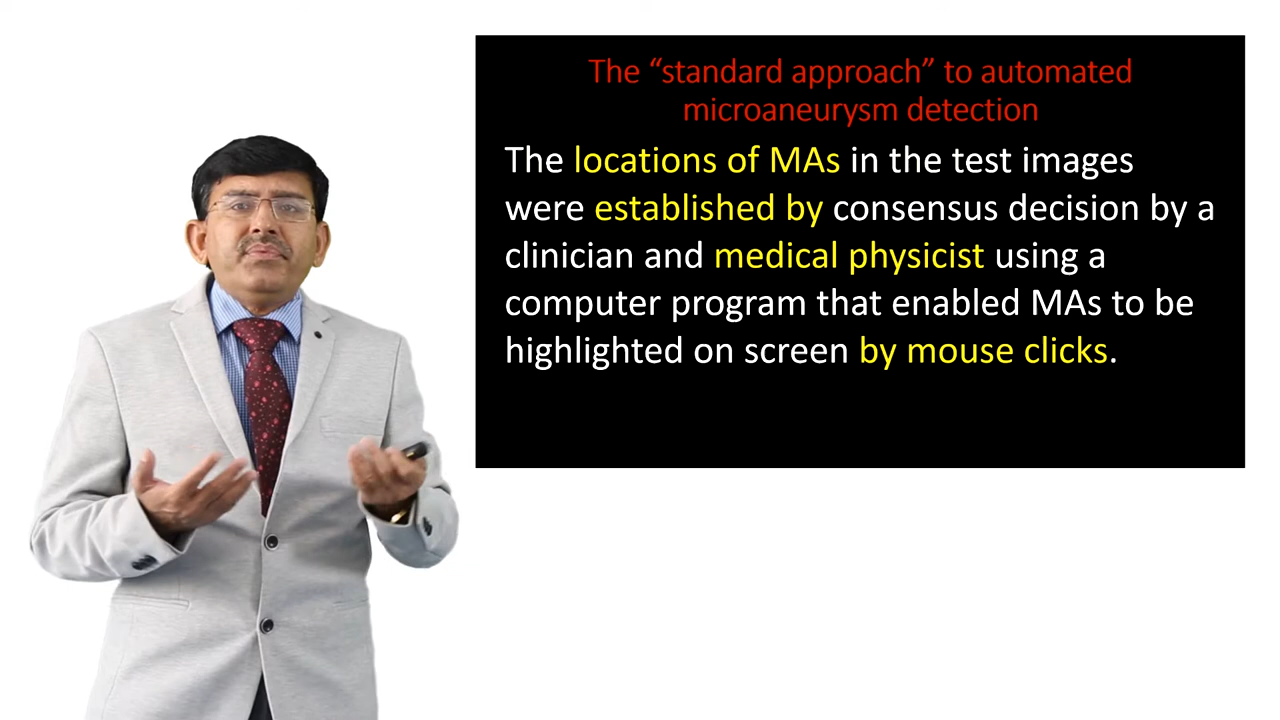 The “standard approach” to automated
microaneurysm detection
The locations of MAs in the test images
were established by consensus decision by a
clinician and medical physicist using a
computer program that enabled MAs to be
highlighted on screen by mouse clicks.